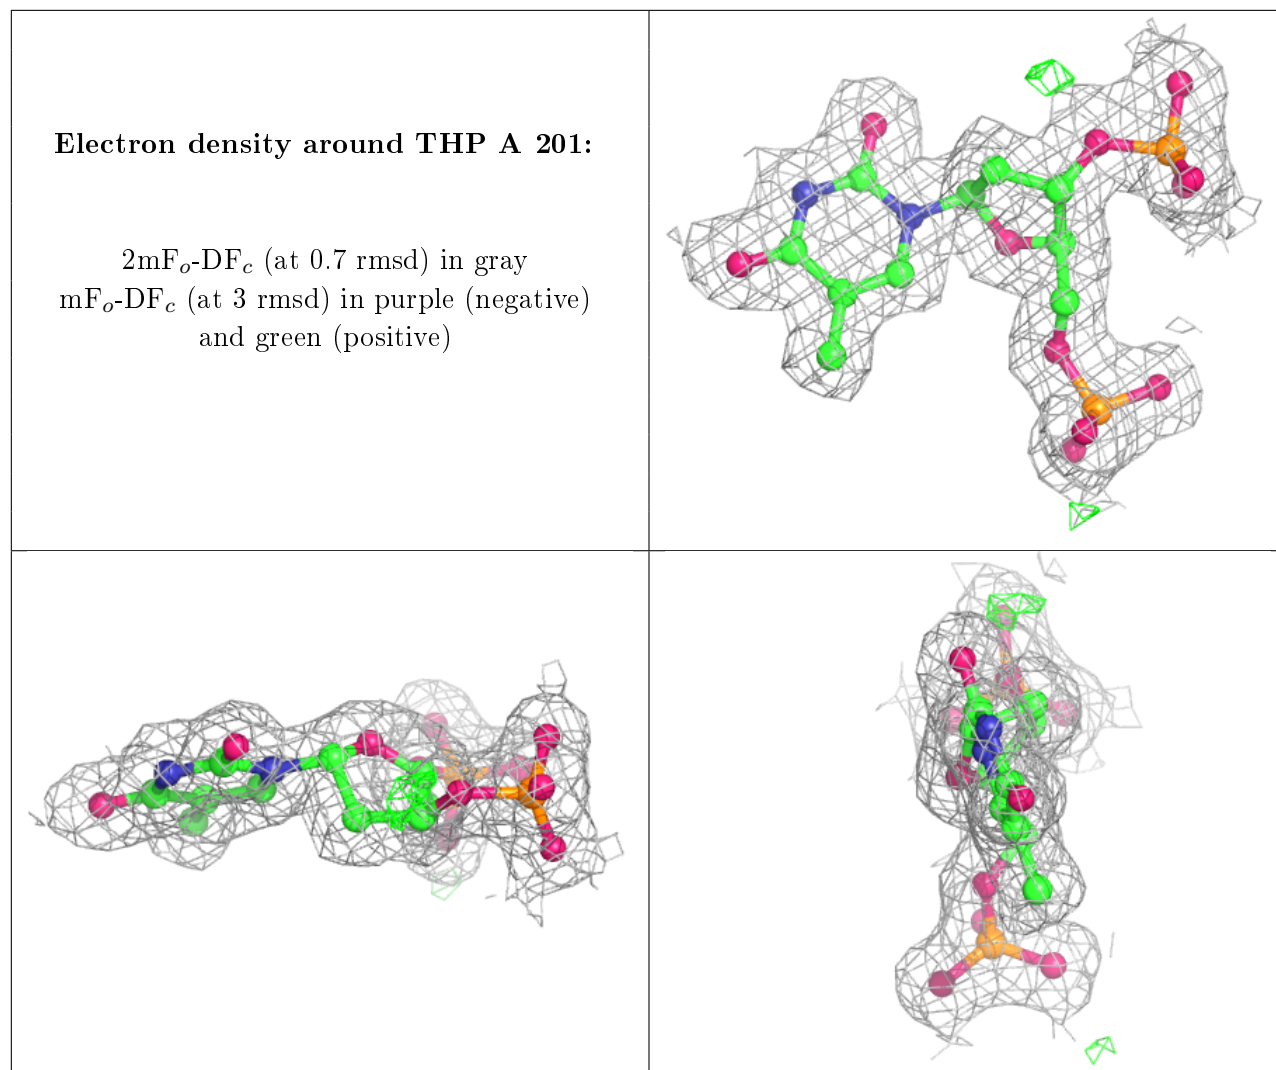 Electron density around THP A 201:
2mFₒ-DF𝒸 (at 0.7 rmsd) in gray
mFₒ-DF𝒸 (at 3 rmsd) in purple (negative)
and green (positive)